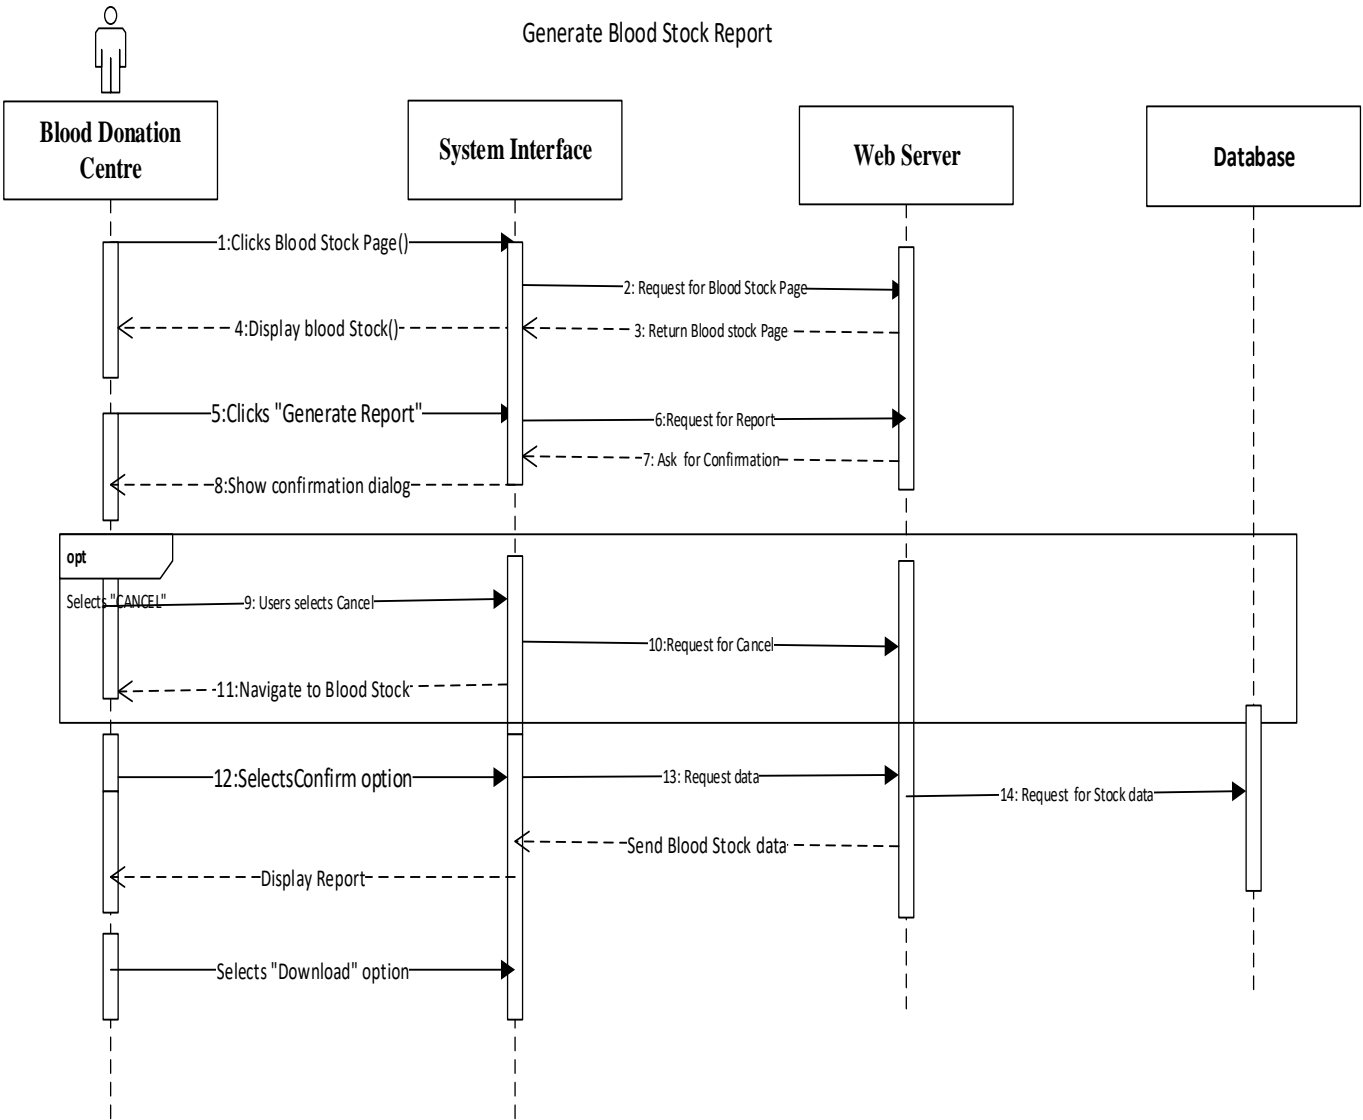 Generate Blood Stock Report
Blood Donation
Centre
System Interface
Web Server
Database
1:Clicks Blood Stock Page()
2: Request for Blood Stock Page
4:Display blood Stock()
3: Return Blood stock Page
5:Clicks "Generate Report"
6:Request for Report
7: Ask for Confirmation
8:Show confirmation dialog
opt
Selects "CANCEL"
9: Users selects Cancel
10:Request for Cancel
11:Navigate to Blood Stock
12:SelectsConfirm option
13: Request data
14: Request for Stock data
Send Blood Stock data
Display Report
Selects "Download" option